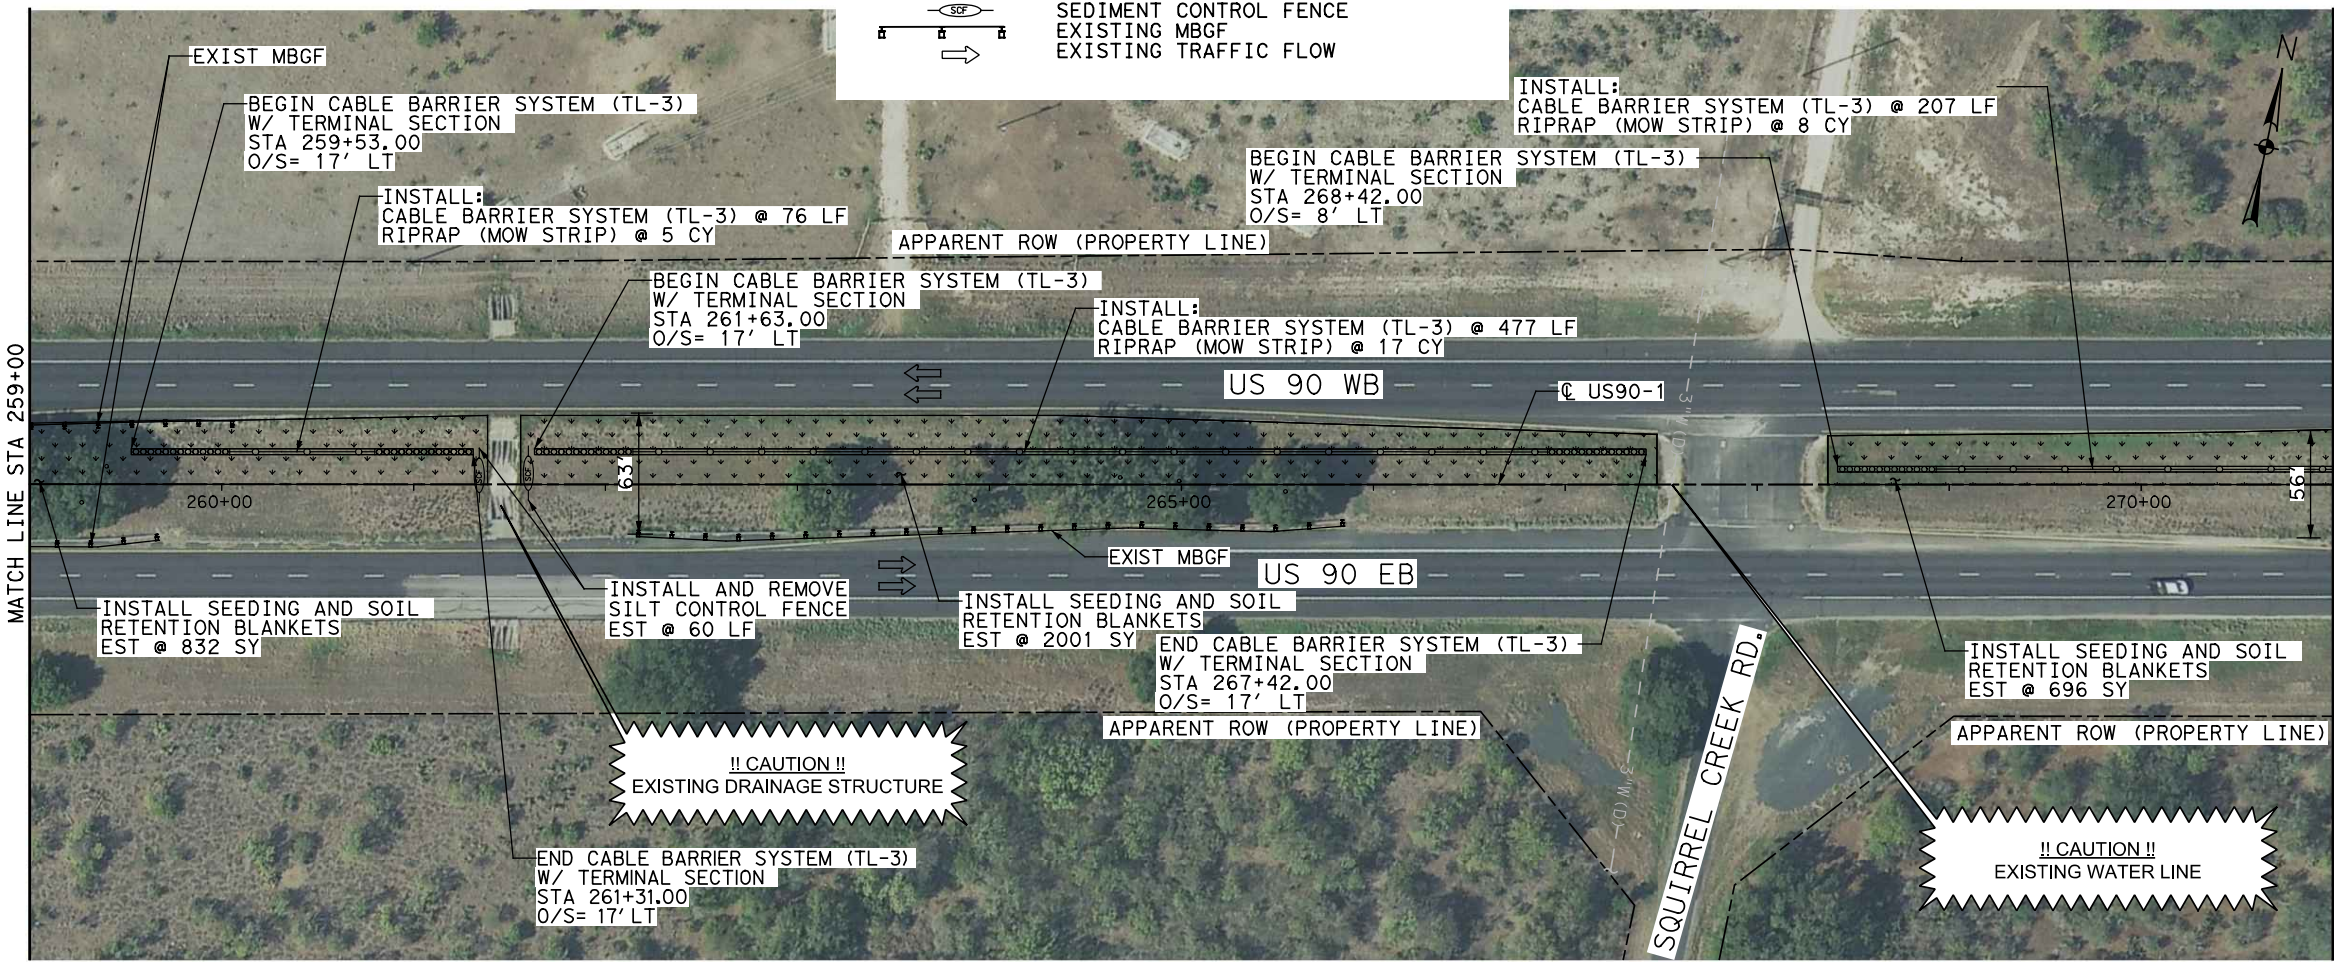 SCF SEDIMENT CONTROL FENCE
EXISTING MBGF
EXISTING TRAFFIC FLOW
N
EXIST MBGF
BEGIN CABLE BARRIER SYSTEM (TL-3)
W/ TERMINAL SECTION
STA 259+53.00
O/S= 17' LT
INSTALL:
CABLE BARRIER SYSTEM (TL-3) @ 76 LF
RIPRAP (MOW STRIP) @ 5 CY
INSTALL:
CABLE BARRIER SYSTEM (TL-3) @ 207 LF
RIPRAP (MOW STRIP) @ 8 CY
BEGIN CABLE BARRIER SYSTEM (TL-3)
W/ TERMINAL SECTION
STA 268+42.00
O/S= 8' LT
APPARENT ROW (PROPERTY LINE)
BEGIN CABLE BARRIER SYSTEM (TL-3)
W/ TERMINAL SECTION
STA 261+63.00
O/S= 17' LT
INSTALL:
CABLE BARRIER SYSTEM (TL-3) @ 477 LF
RIPRAP (MOW STRIP) @ 17 CY
MATCH LINE STA 259+00
US 90 WB
℄ US90-1
3"W(D)
SCF
SCF
63'
56'
260+00
265+00
270+00
EXIST MBGF
US 90 EB
INSTALL SEEDING AND SOIL
RETENTION BLANKETS
EST @ 832 SY
INSTALL AND REMOVE
SILT CONTROL FENCE
EST @ 60 LF
INSTALL SEEDING AND SOIL
RETENTION BLANKETS
EST @ 2001 SY
END CABLE BARRIER SYSTEM (TL-3)
W/ TERMINAL SECTION
STA 267+42.00
O/S= 17' LT
APPARENT ROW (PROPERTY LINE)
INSTALL SEEDING AND SOIL
RETENTION BLANKETS
EST @ 696 SY
APPARENT ROW (PROPERTY LINE)
3"W(D)
SQUIRREL CREEK RD.
!! CAUTION !!
EXISTING DRAINAGE STRUCTURE
!! CAUTION !!
EXISTING WATER LINE
END CABLE BARRIER SYSTEM (TL-3)
W/ TERMINAL SECTION
STA 261+31.00
O/S= 17' LT